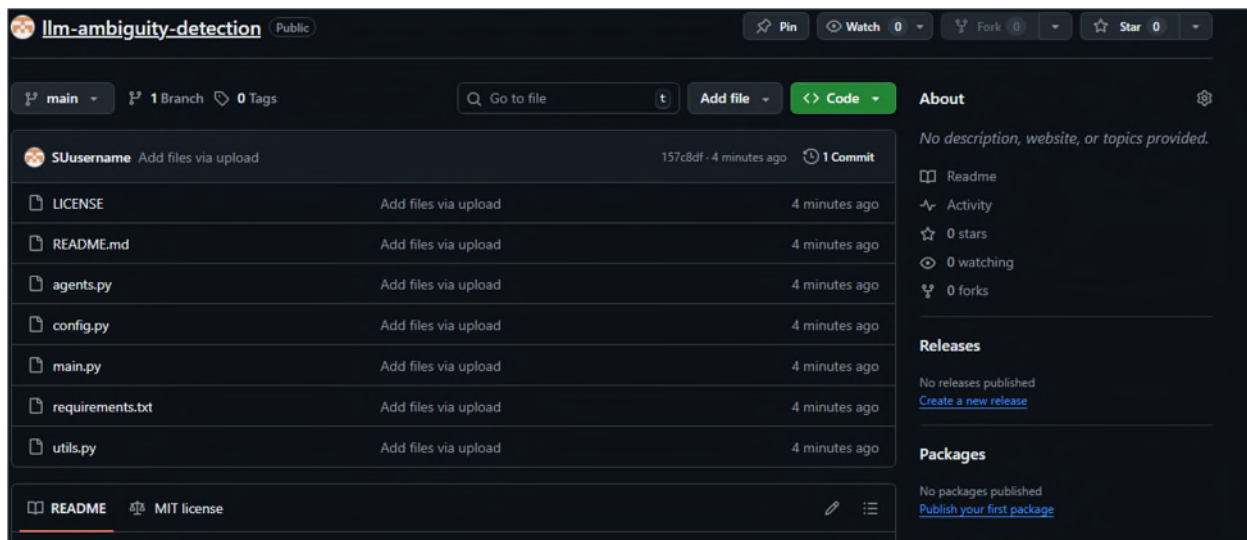 llm-ambiguity-detection Public
Pin Watch 0 Fork 0 Star 0
main 1 Branch 0 Tags Go to file t Add file <> Code
SUusername Add files via upload 157c8df · 4 minutes ago 1 Commit
LICENSE Add files via upload 4 minutes ago
README.md Add files via upload 4 minutes ago
agents.py Add files via upload 4 minutes ago
config.py Add files via upload 4 minutes ago
main.py Add files via upload 4 minutes ago
requirements.txt Add files via upload 4 minutes ago
utils.py Add files via upload 4 minutes ago
README MIT license
About
No description, website, or topics provided.
Readme
Activity
0 stars
0 watching
0 forks
Releases
No releases published
Create a new release
Packages
No packages published
Publish your first package